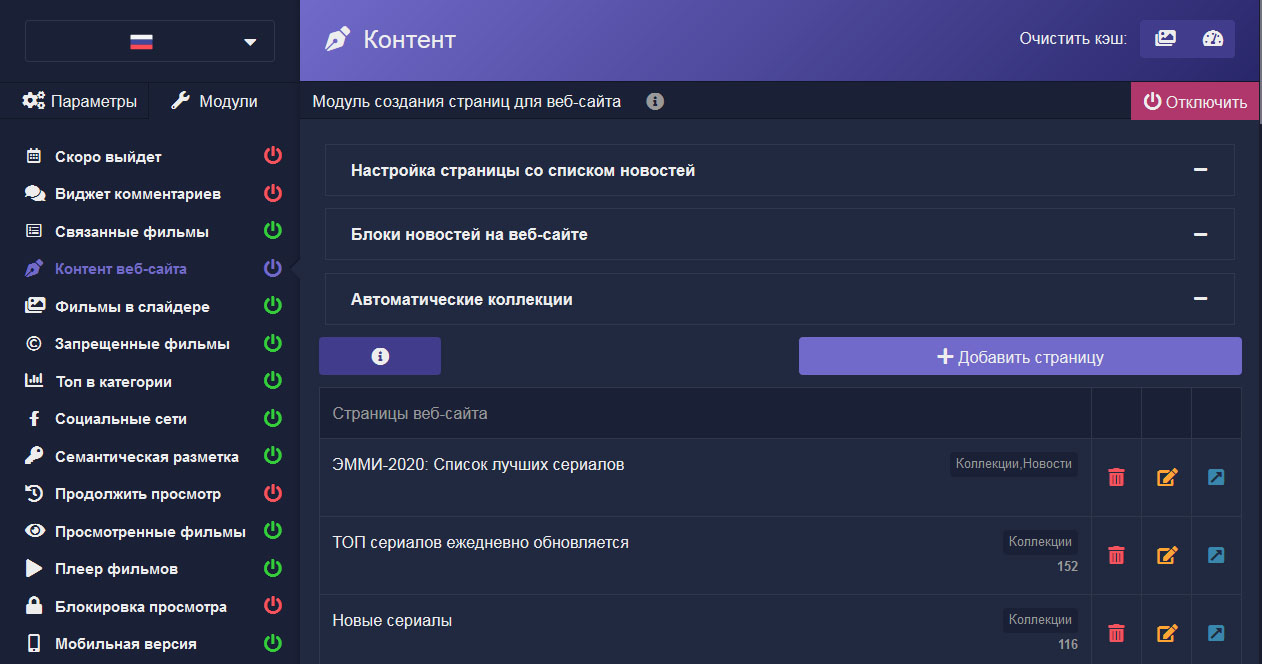 Контент
Очистить кэш:
Параметры
Модули
Модуль создания страниц для веб-сайта
Отключить
Скоро выйдет
Виджет комментариев
Связанные фильмы
Контент веб-сайта
Фильмы в слайдере
Запрещенные фильмы
Топ в категории
Социальные сети
Семантическая разметка
Продолжить просмотр
Просмотренные фильмы
Плеер фильмов
Блокировка просмотра
Мобильная версия
Настройка страницы со списком новостей
Блоки новостей на веб-сайте
Автоматические коллекции
Добавить страницу
Страницы веб-сайта
ЭММИ-2020: Список лучших сериалов
Коллекции,Новости
ТОП сериалов ежедневно обновляется
Коллекции
152
Новые сериалы
Коллекции
116